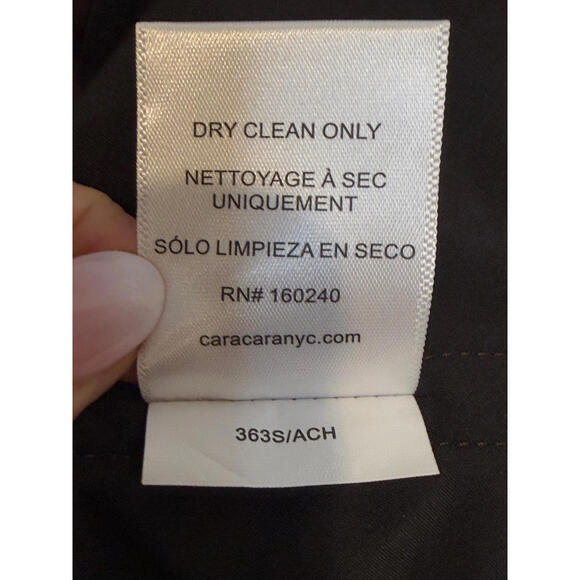 DRY CLEAN ONLY
NETTOYAGE À SEC
UNIQUEMENT
SÓLO LIMPIEZA EN SECO
RN# 160240
caracaranyc.com
363S/ACH